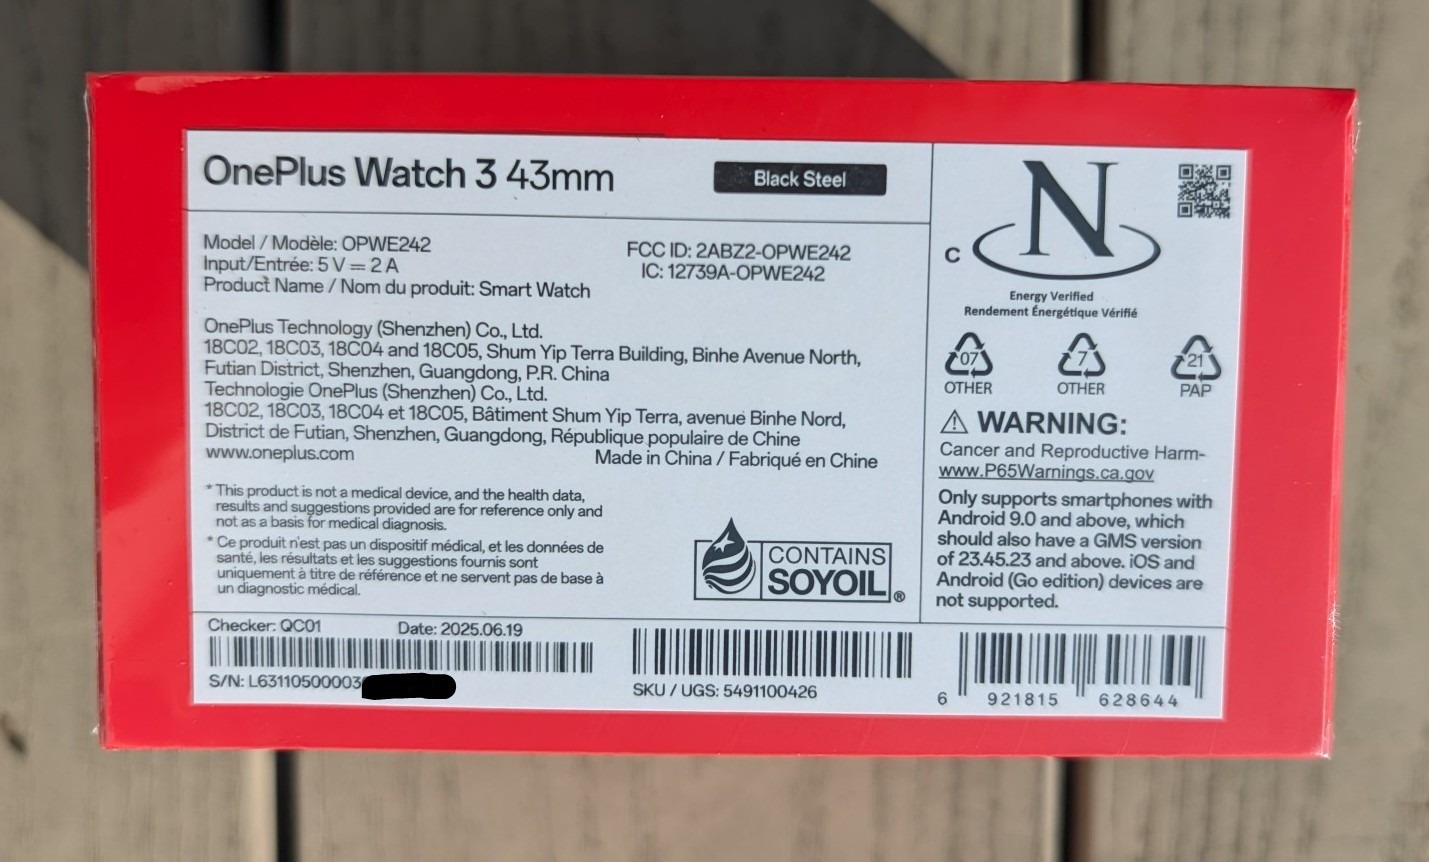 OnePlus Watch 3 43mm
Black Steel
Model / Modèle: OPWE242
Input/Entrée: 5 V ⎓ 2 A
Product Name / Nom du produit: Smart Watch
FCC ID: 2ABZ2-OPWE242
IC: 12739A-OPWE242
OnePlus Technology (Shenzhen) Co., Ltd.
18C02, 18C03, 18C04 and 18C05, Shum Yip Terra Building, Binhe Avenue North,
Futian District, Shenzhen, Guangdong, P.R. China
Technologie OnePlus (Shenzhen) Co., Ltd.
18C02, 18C03, 18C04 et 18C05, Bâtiment Shum Yip Terra, avenue Binhe Nord,
District de Futian, Shenzhen, Guangdong, République populaire de Chine
www.oneplus.com
Made in China / Fabriqué en Chine
* This product is not a medical device, and the health data,
results and suggestions provided are for reference only and
not as a basis for medical diagnosis.
* Ce produit n'est pas un dispositif médical, et les données de
santé, les résultats et les suggestions fournis sont
uniquement à titre de référence et ne servent pas de base à
un diagnostic médical.
CONTAINS
SOYOIL®
C N
Energy Verified
Rendement Énergétique Vérifié
07
OTHER
7
OTHER
21
PAP
⚠ WARNING:
Cancer and Reproductive Harm-
www.P65Warnings.ca.gov
Only supports smartphones with
Android 9.0 and above, which
should also have a GMS version
of 23.45.23 and above. iOS and
Android (Go edition) devices are
not supported.
Checker: QC01
Date: 2025.06.19
S/N: L63110500003
SKU / UGS: 5491100426
6 921815 628644